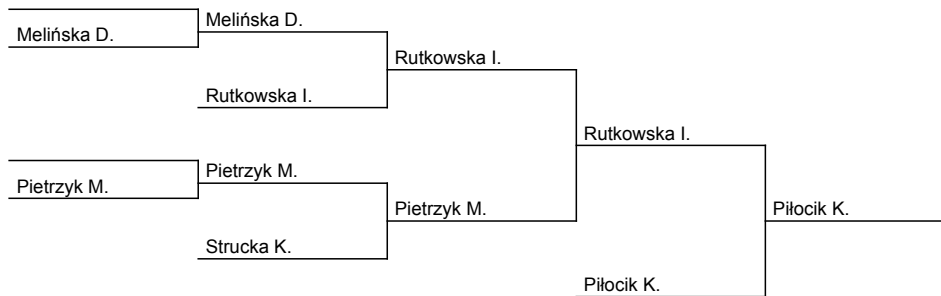 Melińska D.
Melińska D.
Rutkowska I.
Rutkowska I.
Rutkowska I.
Pietrzyk M.
Pietrzyk M.
Pietrzyk M.
Piłocik K.
Strucka K.
Piłocik K.